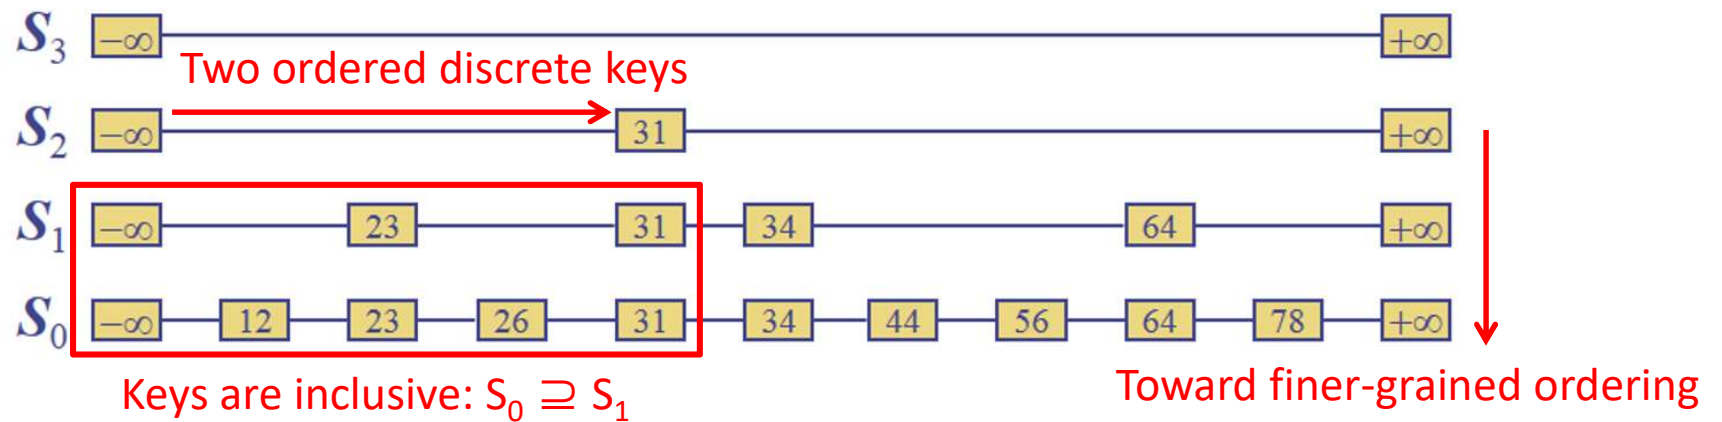 S₃ −∞ +∞
Two ordered discrete keys
S₂ −∞ 31 +∞
S₁ −∞ 23 31 34 64 +∞
S₀ −∞ 12 23 26 31 34 44 56 64 78 +∞
Keys are inclusive: S₀ ⊇ S₁
Toward finer-grained ordering